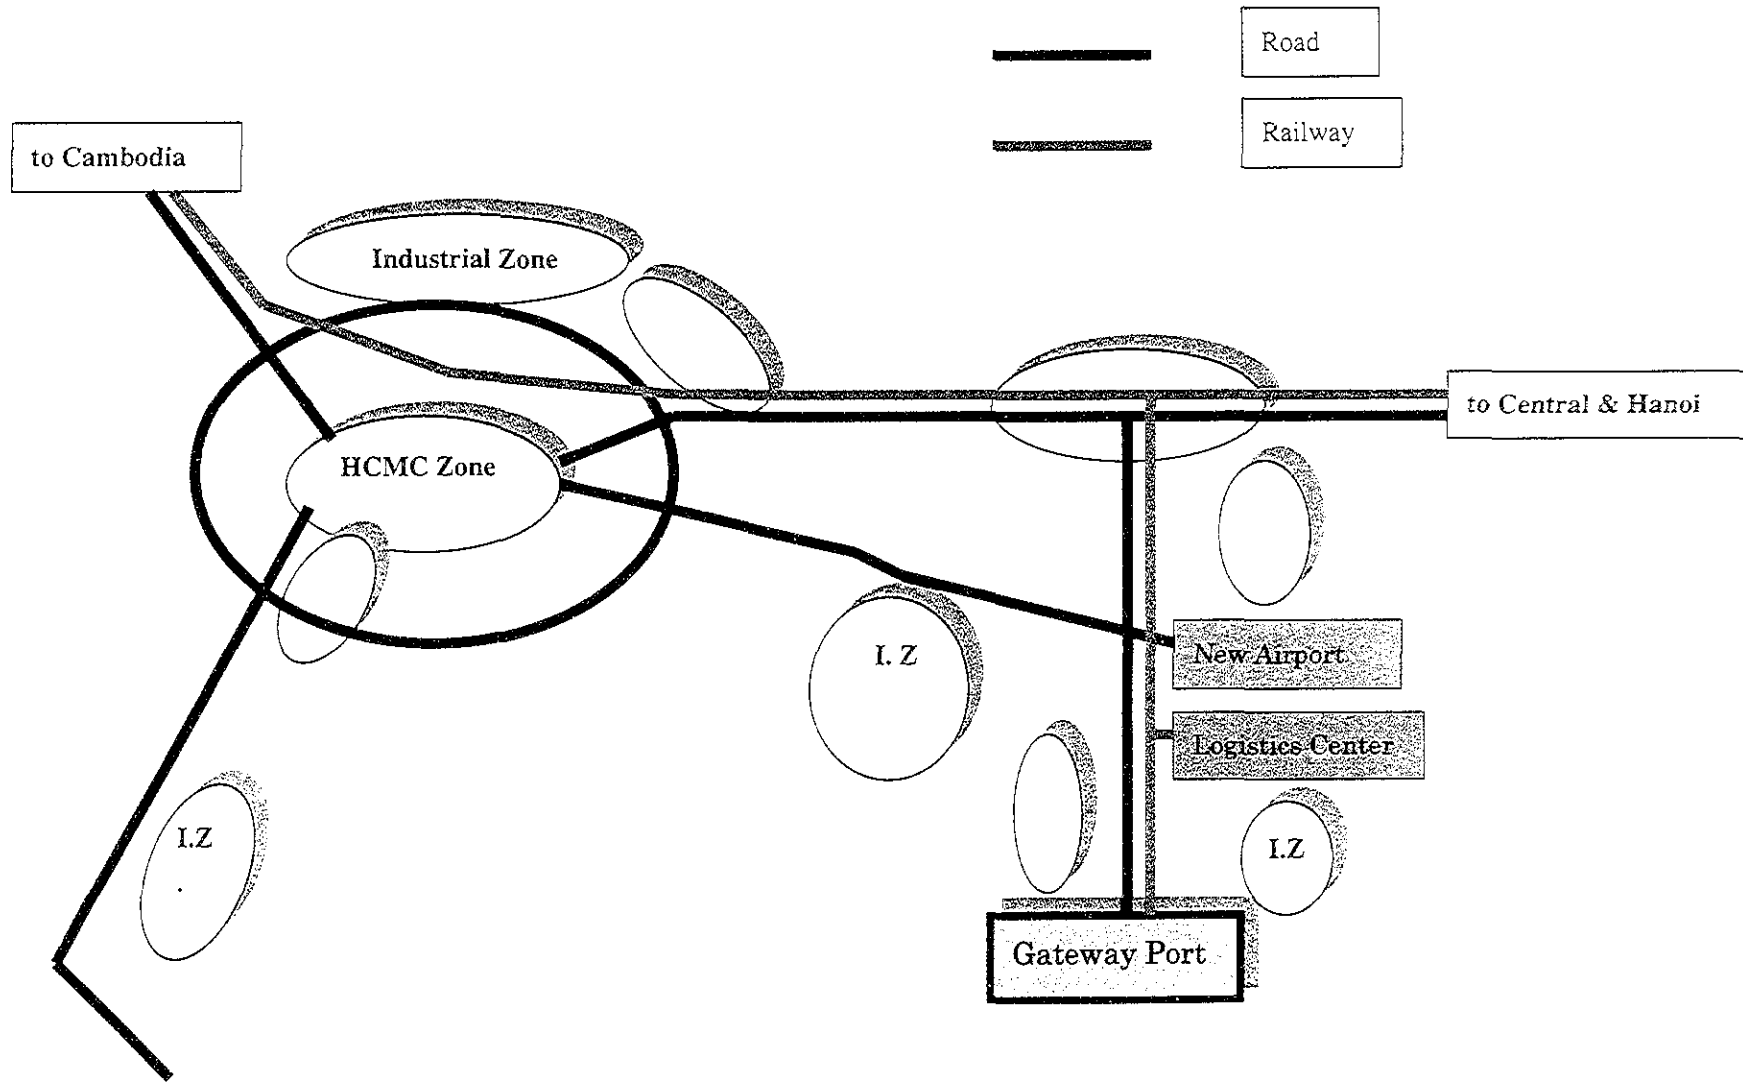 Road
Railway
to Cambodia
Industrial Zone
to Central & Hanoi
HCMC Zone
I. Z
New Airport
Logistics Center
I.Z
I.Z
Gateway Port